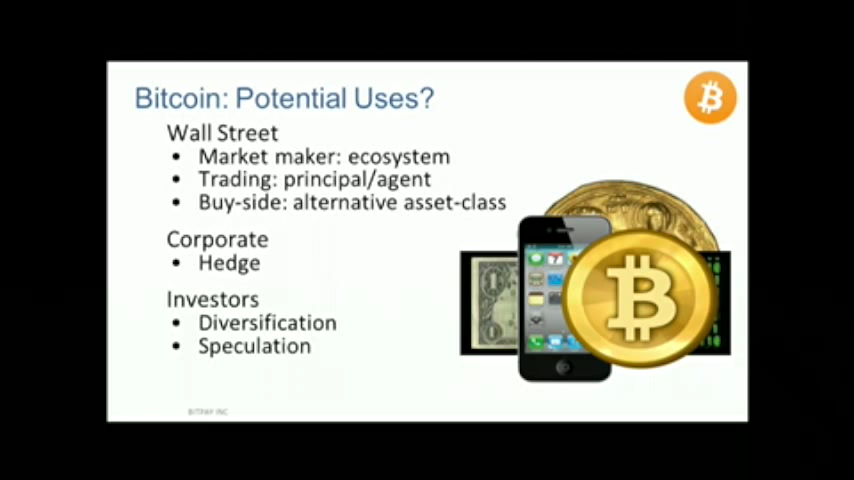 Bitcoin: Potential Uses?
Wall Street
• Market maker: ecosystem
• Trading: principal/agent
• Buy-side: alternative asset-class
Corporate
• Hedge
Investors
• Diversification
• Speculation
BITPAY INC